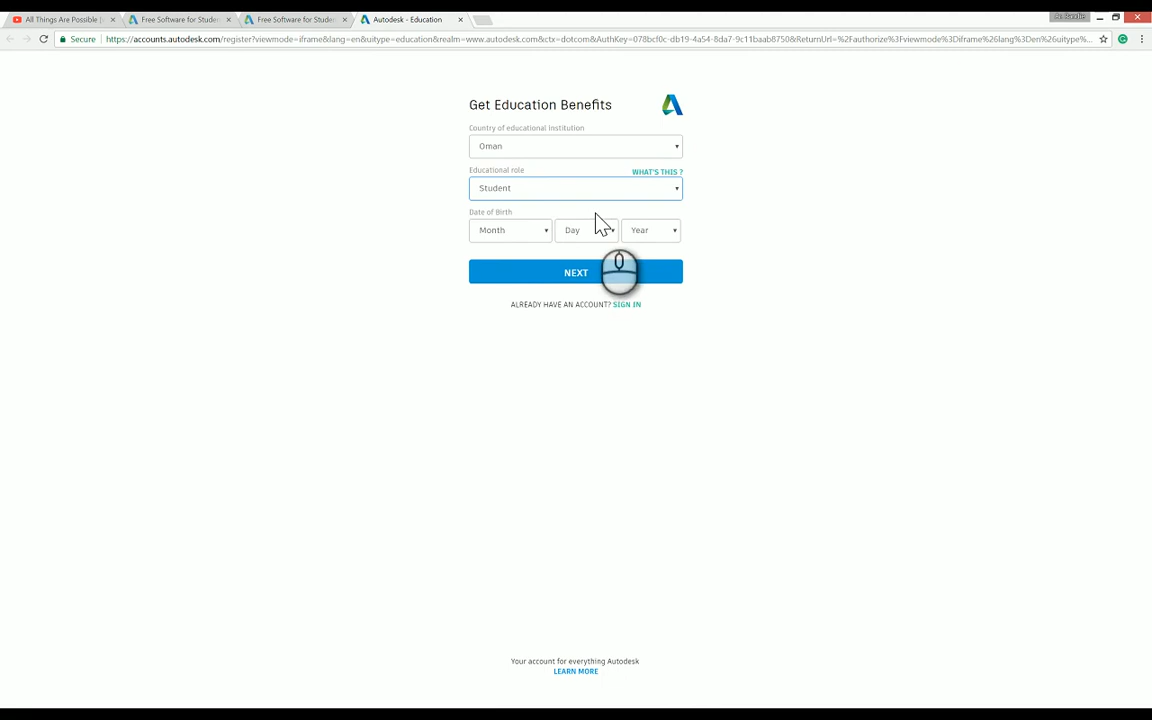 All Things Are Possible |
Free Software for Studen
Free Software for Studen
Autodesk - Education
Secure
https://accounts.autodesk.com/register?viewmode=iframe&lang=en&uitype=education&realm=www.autodesk.com&ctx=dotcom&AuthKey=078bcf0c-db19-4a54-8da7-9c11baab8750&ReturnUrl=%2Fauthorize%3Fviewmode%3Diframe%26lang%3Den%26uitype%...
Get Education Benefits
Country of educational institution
Oman
Educational role
WHAT'S THIS ?
Student
Date of Birth
Month
Day
Year
NEXT
ALREADY HAVE AN ACCOUNT? SIGN IN
Your account for everything Autodesk
LEARN MORE